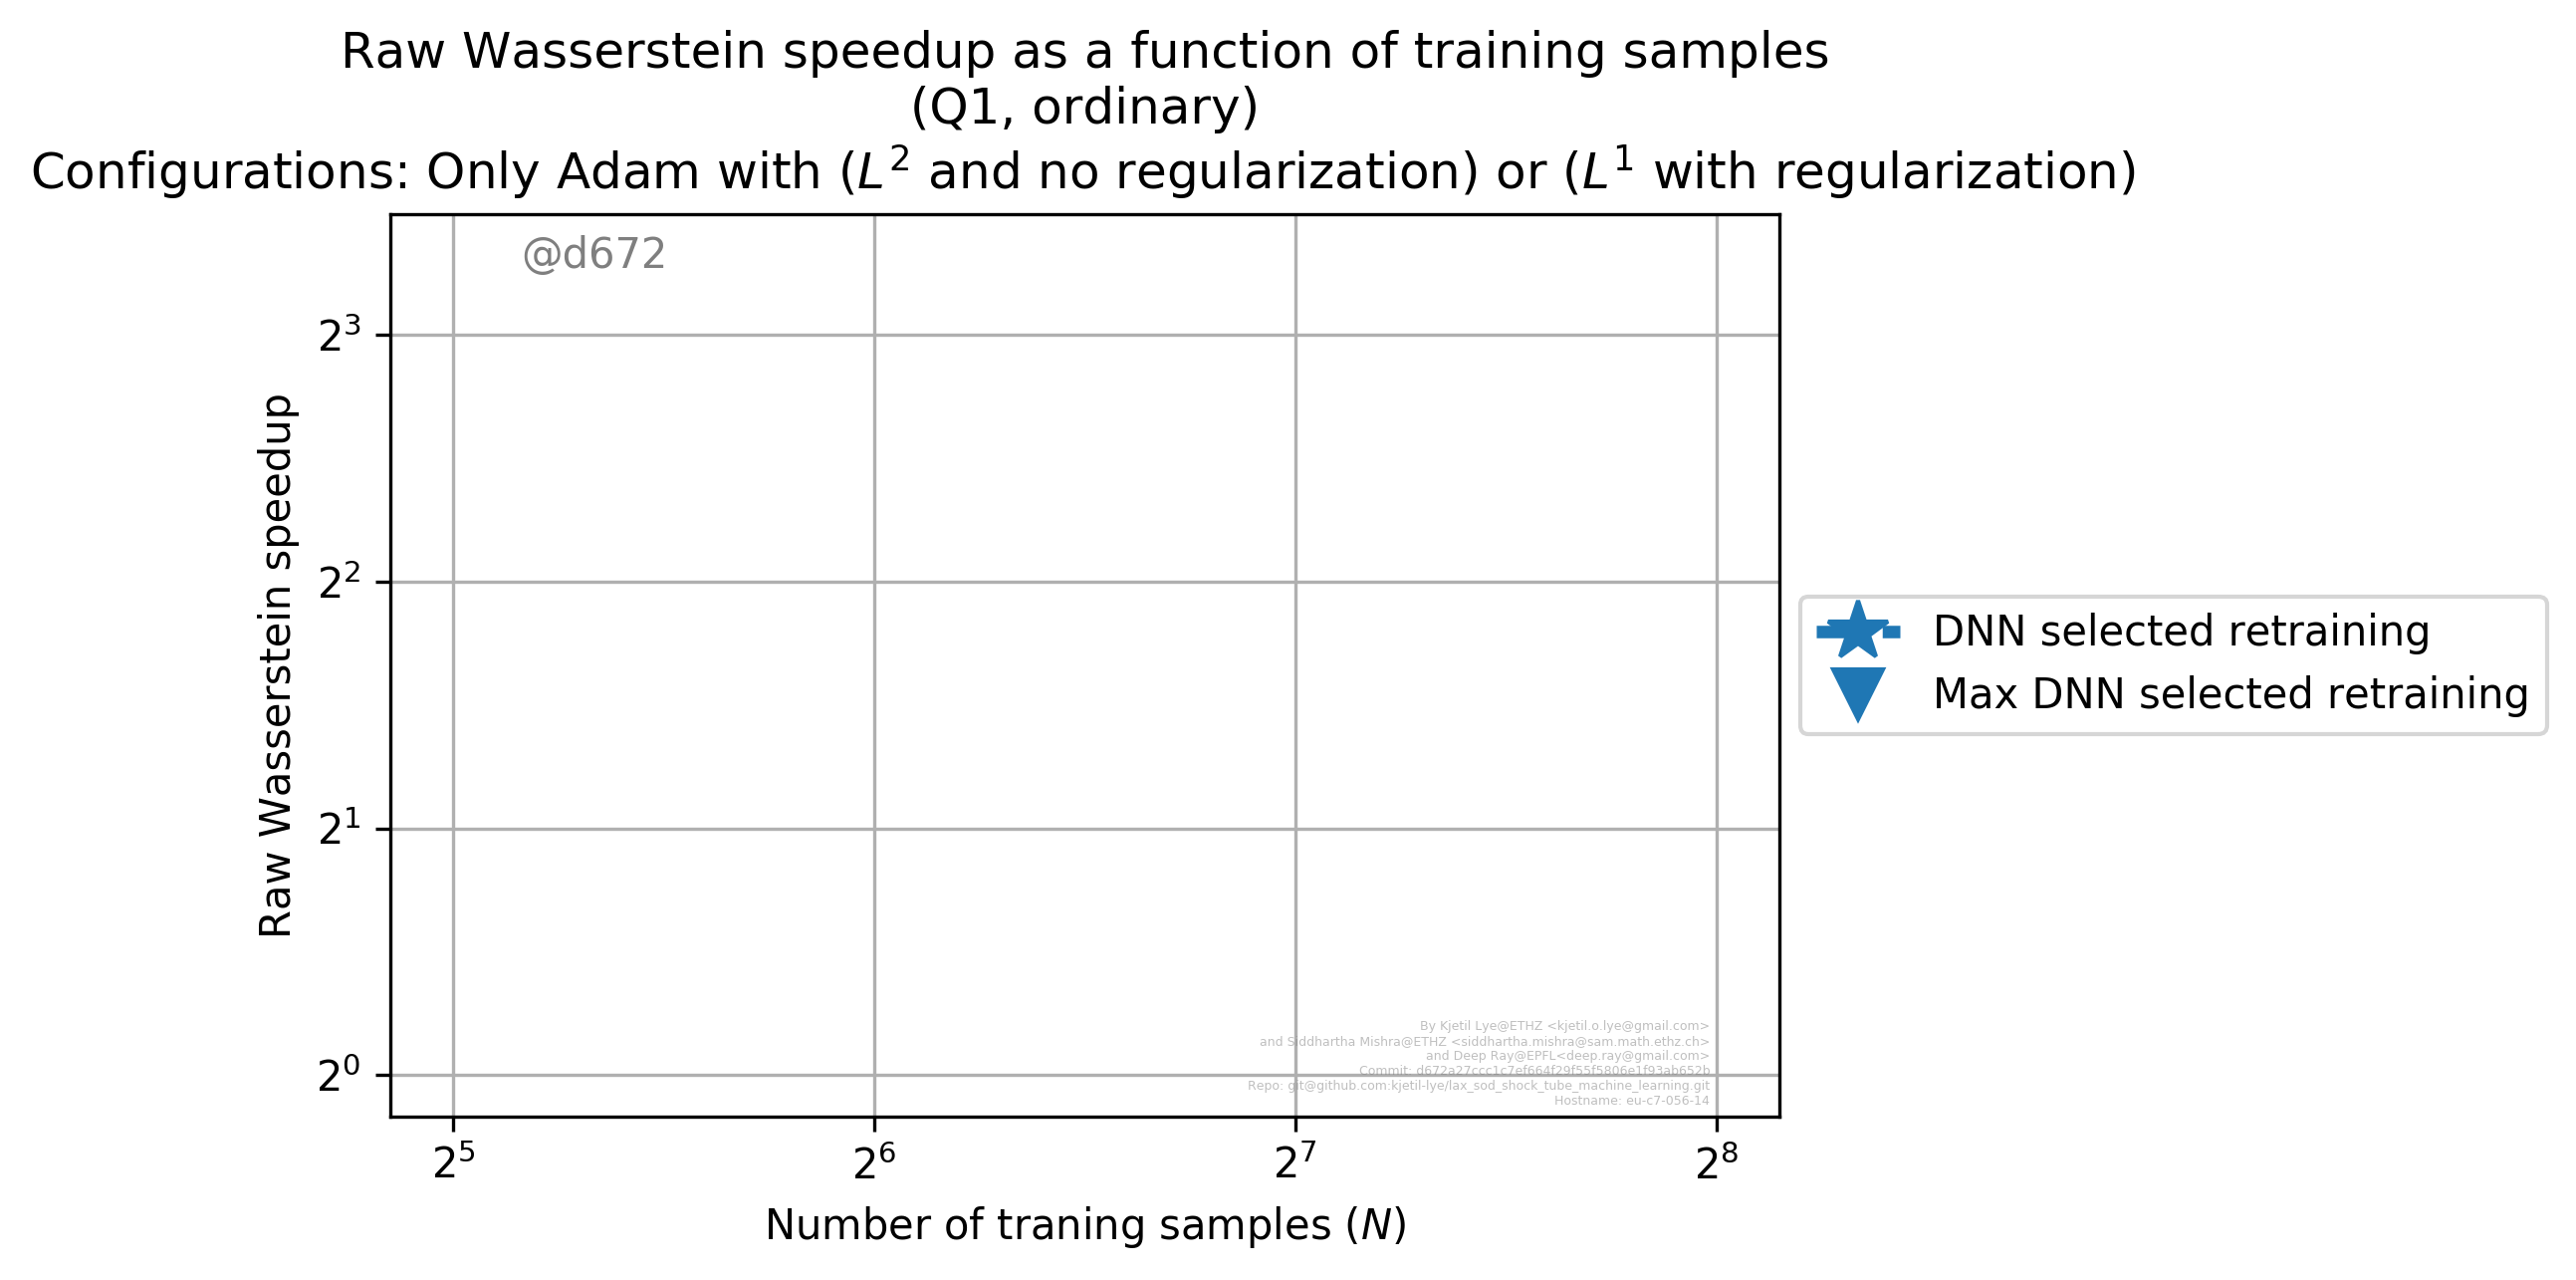 Raw Wasserstein speedup as a function of training samples
(Q1, ordinary)
Configurations: Only Adam with (L² and no regularization) or (L¹ with regularization)
@d672
2³
2²
2¹
2⁰
Raw Wasserstein speedup
DNN selected retraining
Max DNN selected retraining
By Kjetil Lye@ETHZ <kjetil.o.lye@gmail.com>
and Siddhartha Mishra@ETHZ <siddhartha.mishra@sam.math.ethz.ch>
and Deep Ray@EPFL<deep.ray@gmail.com>
Commit: d672a27ccc1c7ef664f29f55f5806e1f93ab652b
Repo: git@github.com:kjetil-lye/lax_sod_shock_tube_machine_learning.git
Hostname: eu-c7-056-14
2⁵ 2⁶ 2⁷ 2⁸
Number of traning samples (N)